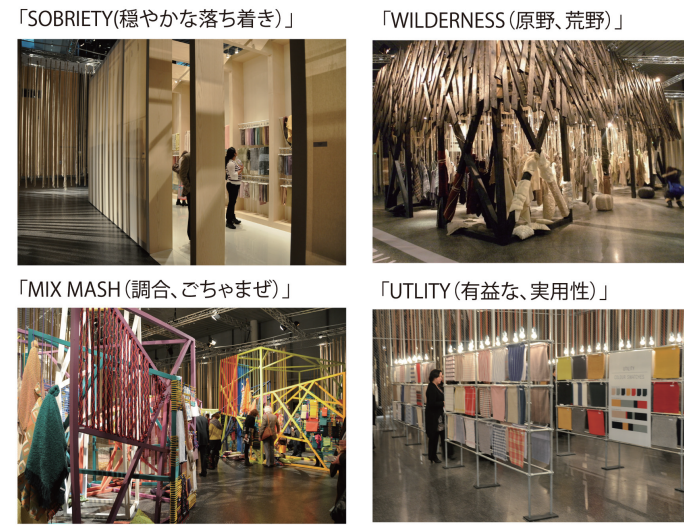 「SOBRIETY(穏やかな落ち着き）」
「WILDERNESS（原野、荒野）」
「MIX MASH（調合、ごちゃまぜ）」
「UTLITY（有益な、実用性）」